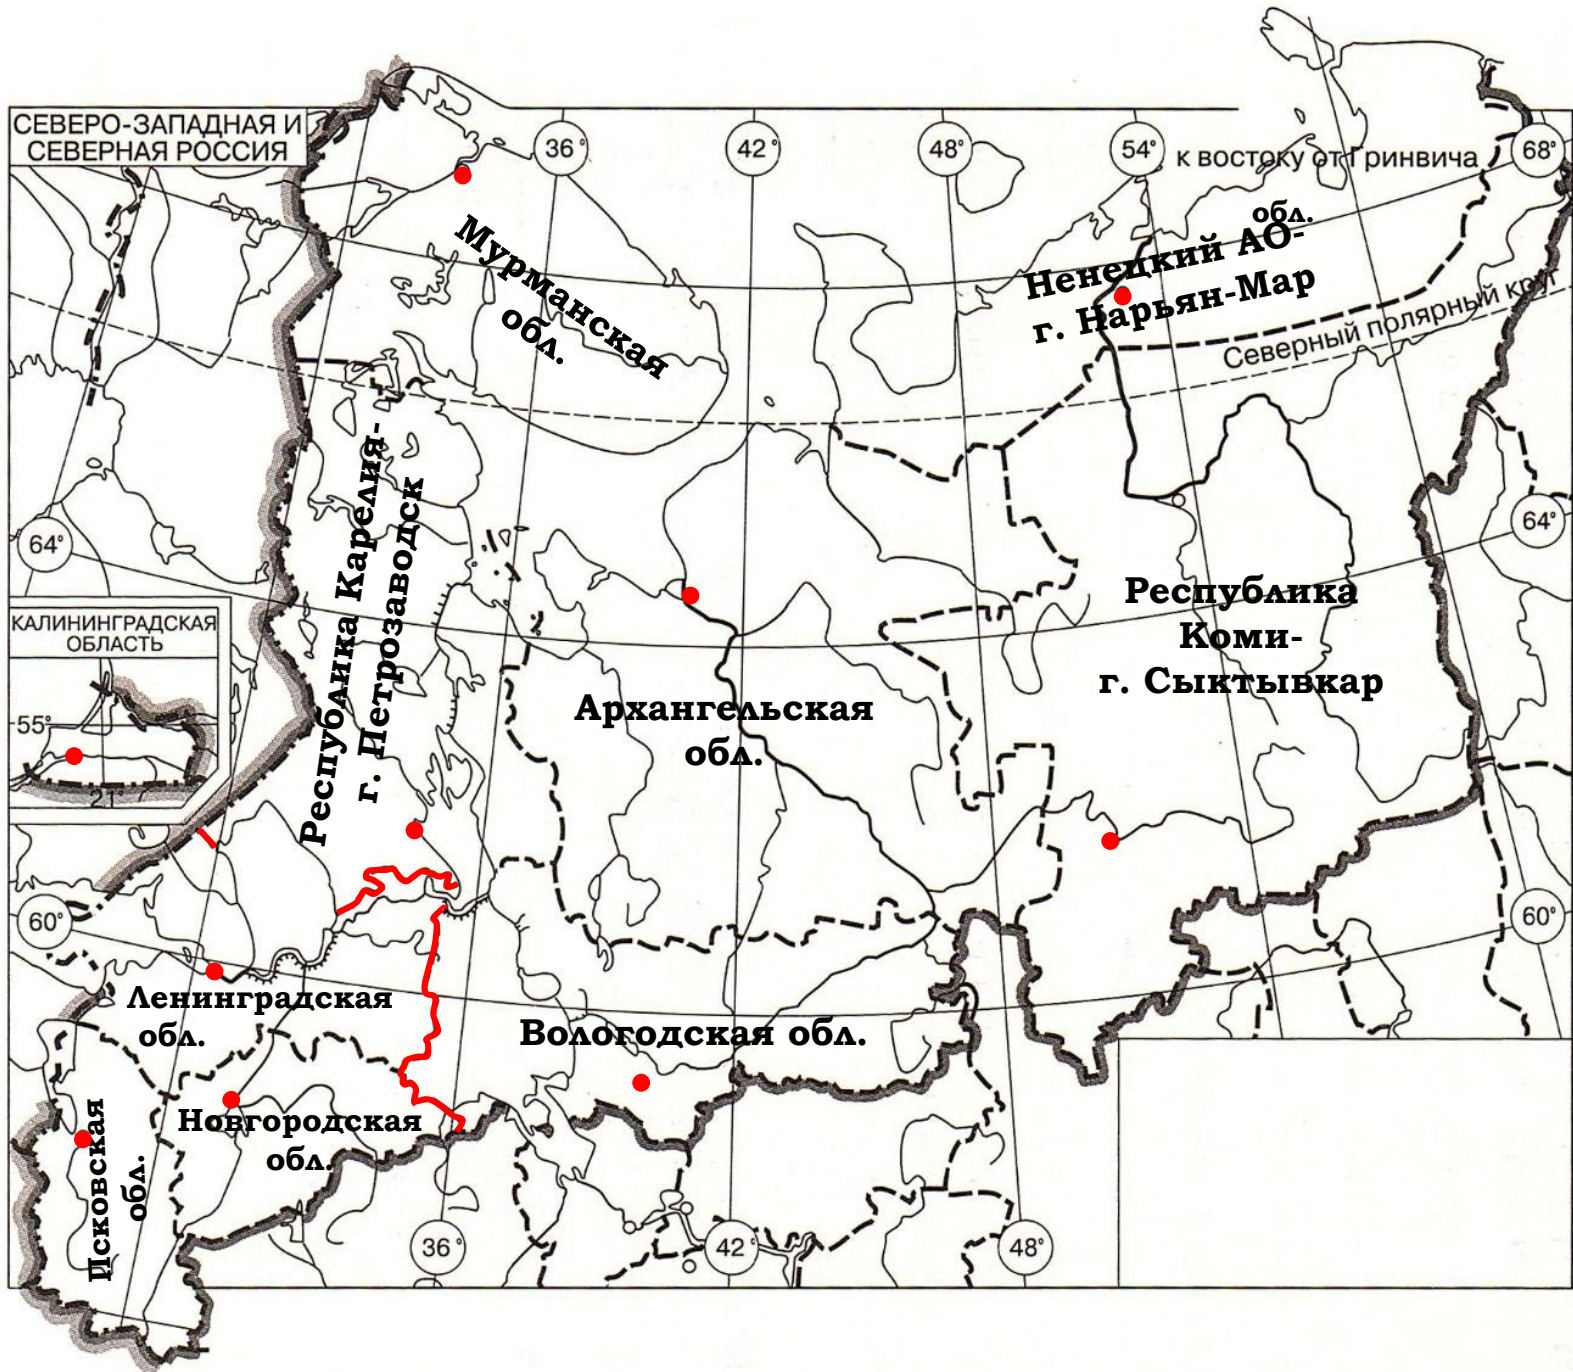 СЕВЕРО-ЗАПАДНАЯ И
СЕВЕРНАЯ РОССИЯ
36°
42°
48°
54°
к востоку от Гринвича
68°
Мурманская
обл.
обл.
Ненецкий АО-
г. Нарьян-Мар
Северный полярный круг
Республика Карелия-
г. Петрозаводск
64°
64°
КАЛИНИНГРАДСКАЯ
ОБЛАСТЬ
55°
21°
Республика
Коми-
г. Сыктывкар
Архангельская
обл.
60°
60°
Ленинградская
обл.
Вологодская обл.
Новгородская
обл.
Псковская
обл.
36°
42°
48°